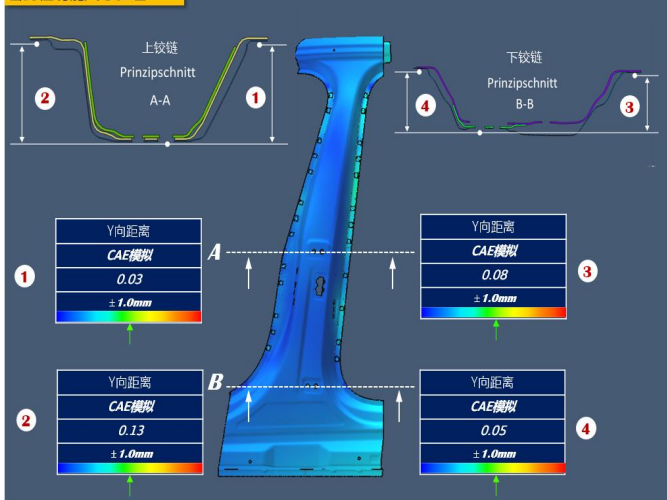 上铰链
Prinzipschnitt
A-A
2
1
下铰链
Prinzipschnitt
B-B
4
3
Y向距离
CAE模拟
0.03
±1.0mm
1
A
Y向距离
CAE模拟
0.08
±1.0mm
3
B
Y向距离
CAE模拟
0.13
±1.0mm
2
Y向距离
CAE模拟
0.05
±1.0mm
4